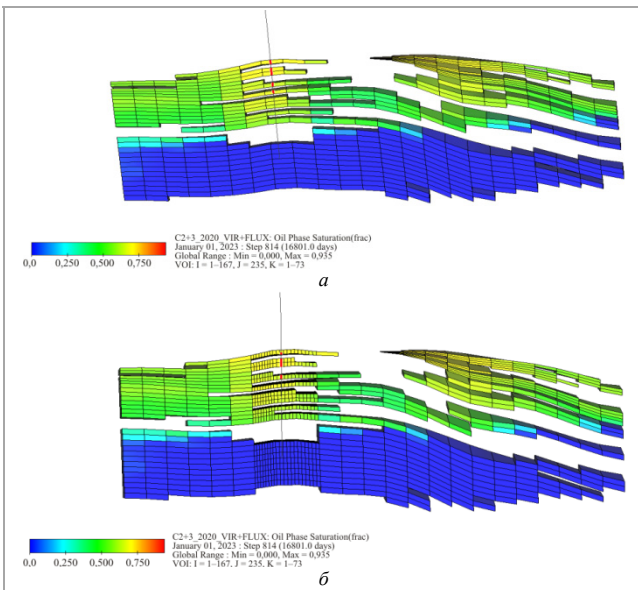 C2+3_2020_VIR+FLUX: Oil Phase Saturation(frac)
January 01, 2023 : Step 814 (16801.0 days)
Global Range : Min = 0,000, Max = 0,935
VOI: I = 1–167, J = 235, K = 1–73
0,0 0,250 0,500 0,750
а
C2+3_2020_VIR+FLUX: Oil Phase Saturation(frac)
January 01, 2023 : Step 814 (16801.0 days)
Global Range : Min = 0,000, Max = 0,935
VOI: I = 1–167, J = 235, K = 1–73
0,0 0,250 0,500 0,750
б